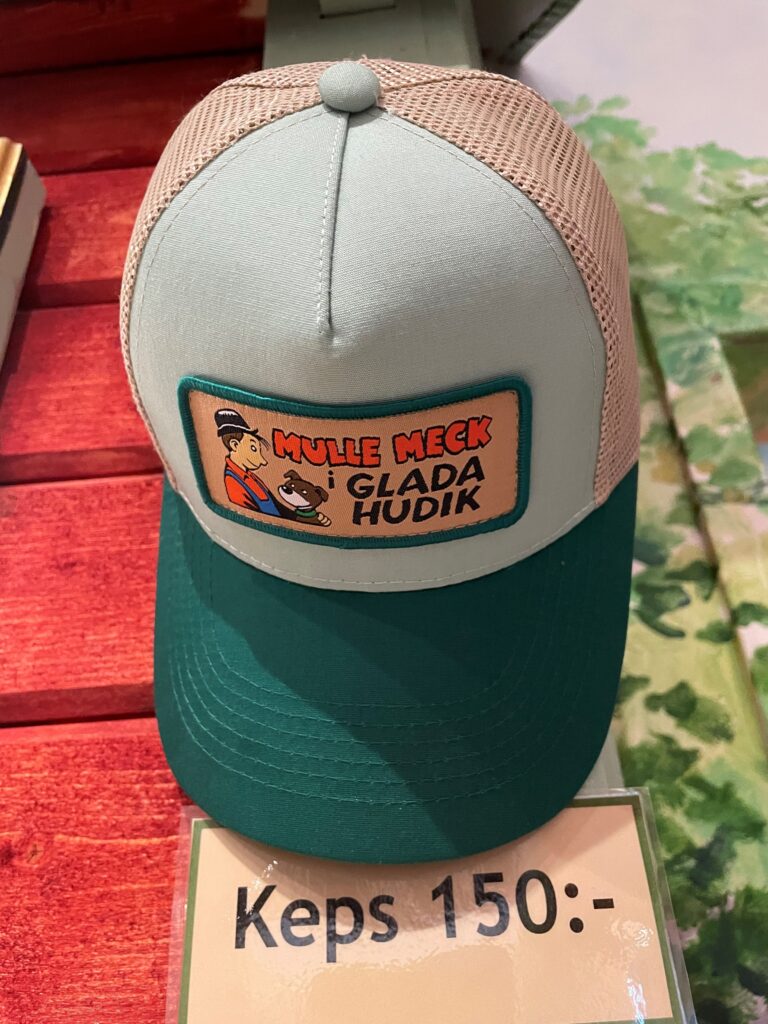 MULLE MECK
i GLADA
HUDIK
Keps 150:-